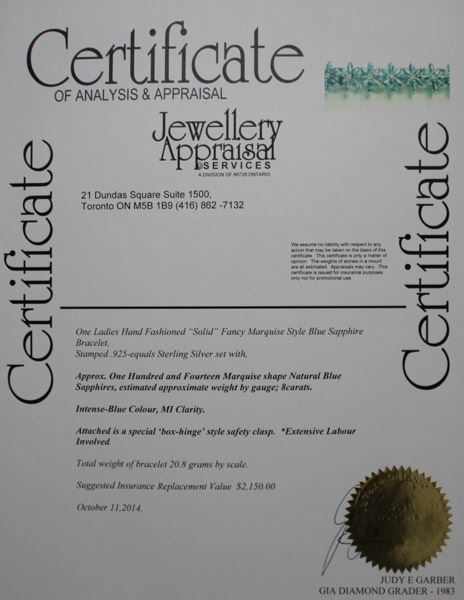 Certificate
OF ANALYSIS & APPRAISAL
Jewellery
Appraisal
SERVICES
A DIVISION OF 66728 ONTARIO
21 Dundas Square Suite 1500,
Toronto ON M5B 1B9 (416) 862 -7132
Certificate
Certificate
We assume no liability with respect to any
action that may be taken on the basis of this
certificate. This certificate is only a matter of
opinion. The weights of stones in a mount
are all estimated. Appraisals may vary. This
certificate is issued for insurance purposes
only not for promotional use.
One Ladies Hand Fashioned "Solid" Fancy Marquise Style Blue Sapphire
Bracelet,
Stamped .925-equals Sterling Silver set with,
Approx. One Hundred and Fourteen Marquise shape Natural Blue
Sapphires, estimated approximate weight by gauge; 8carats.
Intense-Blue Colour, MI Clarity.
Attached is a special 'box-hinge' style safety clasp. *Extensive Labour
Involved.
Total weight of bracelet 20.8 grams by scale.
Suggested Insurance Replacement Value $2,150.00
October 11,2014.
JUDY E GARBER
GIA DIAMOND GRADER - 1983